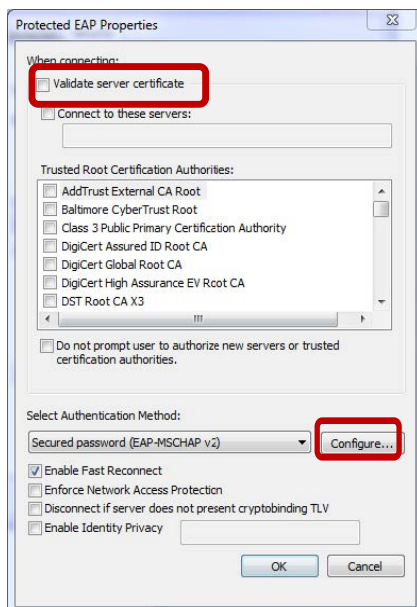 Protected EAP Properties
When connecting:
Validate server certificate
Connect to these servers:
Trusted Root Certification Authorities:
AddTrust External CA Root
Baltimore CyberTrust Root
Class 3 Public Primary Certification Authority
DigiCert Assured ID Root CA
DigiCert Global Root CA
DigiCert High Assurance EV Root CA
DST Root CA X3
Do not prompt user to authorize new servers or trusted
certification authorities.
Select Authentication Method:
Secured password (EAP-MSCHAP v2)
Configure...
Enable Fast Reconnect
Enforce Network Access Protection
Disconnect if server does not present cryptobinding TLV
Enable Identity Privacy
OK
Cancel